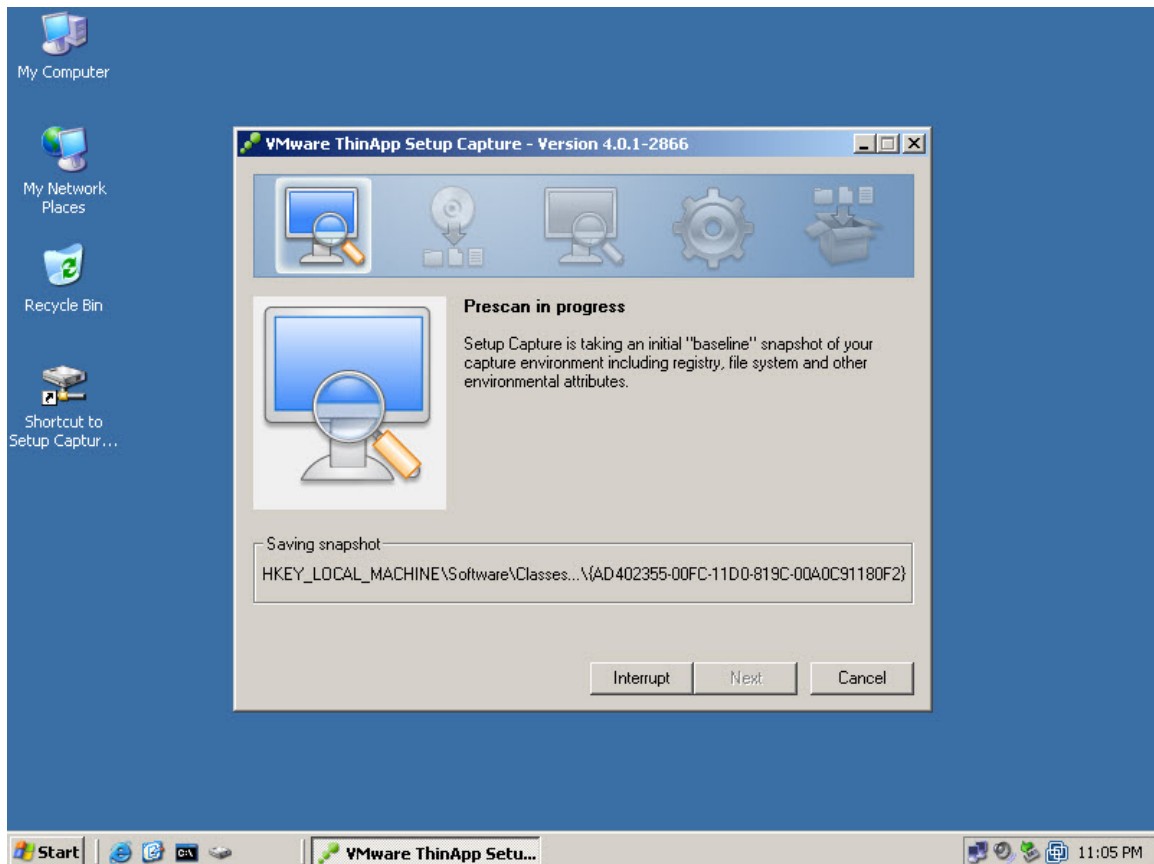 My Computer
My Network
Places
Recycle Bin
Shortcut to
Setup Captur...
VMware ThinApp Setup Capture - Version 4.0.1-2866
Prescan in progress
Setup Capture is taking an initial "baseline" snapshot of your
capture environment including registry, file system and other
environmental attributes.
Saving snapshot
HKEY_LOCAL_MACHINE\Software\Classes...\{AD402355-00FC-11D0-819C-00A0C91180F2}
Interrupt
Next
Cancel
Start
C:\
VMware ThinApp Setu...
11:05 PM